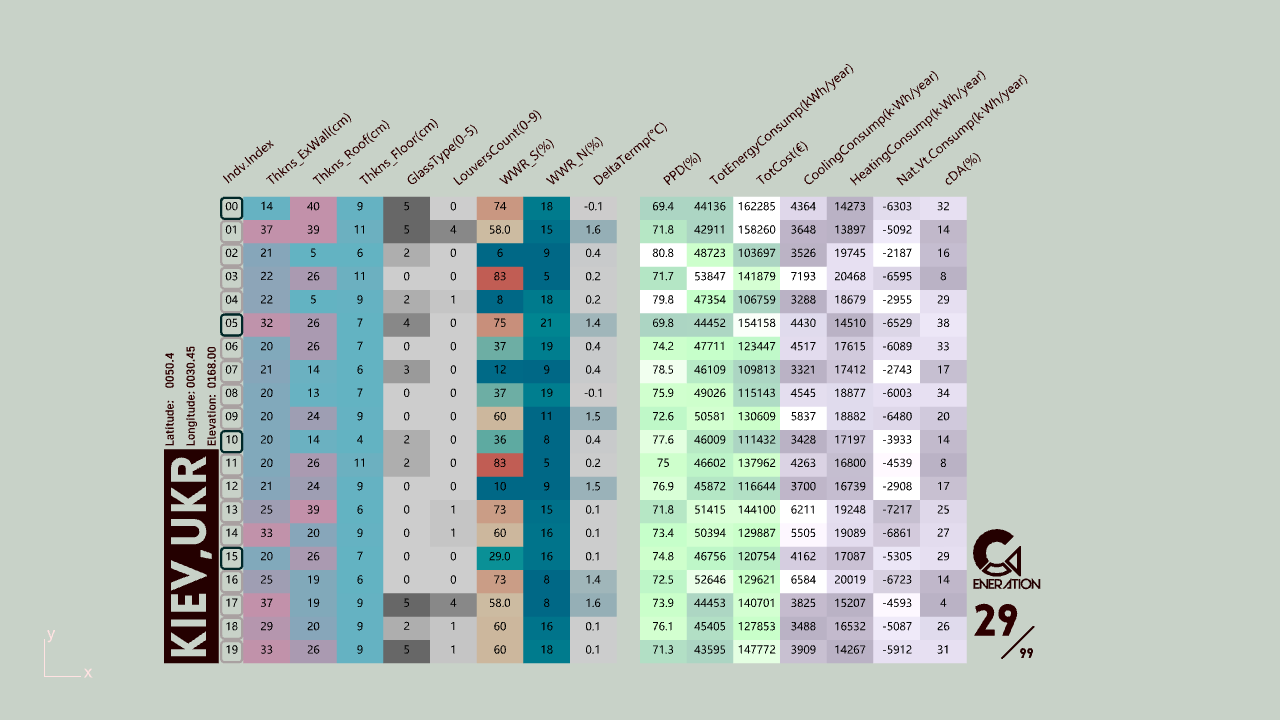 Indv.Index Thkns_ExWall(cm) Thkns_Roof(cm) Thkns_Floor(cm) GlassType(0-5) LouversCount(0-9) WWR_S(%) WWR_N(%) DeltaTermp(°C) PPD(%) TotEnergyConsump(kWh/year) TotCost(€) CoolingConsump(k·Wh/year) HeatingConsump(k·Wh/year) Nat.Vt.Consump(k·Wh/year) cDA(%)
00 14 40 9 5 0 74 18 -0.1 69.4 44136 162285 4364 14273 -6303 32
01 37 39 11 5 4 58.0 15 1.6 71.8 42911 158260 3648 13897 -5092 14
02 21 5 6 2 0 6 9 0.4 80.8 48723 103697 3526 19745 -2187 16
03 22 26 11 0 0 83 5 0.2 71.7 53847 141879 7193 20468 -6595 8
04 22 5 9 2 1 8 18 0.2 79.8 47354 106759 3288 18679 -2955 29
05 32 26 7 4 0 75 21 1.4 69.8 44452 154158 4430 14510 -6529 38
06 20 26 7 0 0 37 19 0.4 74.2 47711 123447 4517 17615 -6089 33
07 21 14 6 3 0 12 9 0.4 78.5 46109 109813 3321 17412 -2743 17
08 20 13 7 0 0 37 19 -0.1 75.9 49026 115143 4545 18877 -6003 34
09 20 24 9 0 0 60 11 1.5 72.6 50581 130609 5837 18882 -6480 20
10 20 14 4 2 0 36 8 0.4 77.6 46009 111432 3428 17197 -3933 14
11 20 26 11 2 0 83 5 0.2 75 46602 137962 4263 16800 -4539 8
12 21 24 9 0 0 10 9 1.5 76.9 45872 116644 3700 16739 -2908 17
13 25 39 6 0 1 73 15 0.1 71.8 51415 144100 6211 19248 -7217 25
14 33 20 9 0 1 60 16 0.1 73.4 50394 129887 5505 19089 -6861 27
15 20 26 7 0 0 29.0 16 0.1 74.8 46756 120754 4162 17087 -5305 29
16 25 19 6 0 0 73 8 1.4 72.5 52646 129621 6584 20019 -6723 14
17 37 19 9 5 4 58.0 8 1.6 73.9 44453 140701 3825 15207 -4593 4
18 29 20 9 2 1 60 16 0.1 76.1 45405 127853 3488 16532 -5087 26
19 33 26 9 5 1 60 18 0.1 71.3 43595 147772 3909 14267 -5912 31
Latitude: 0050.4
Longitude: 0030.45
Elevation: 0168.00
KIEV,UKR
G
ENERATION
29/99
y
x